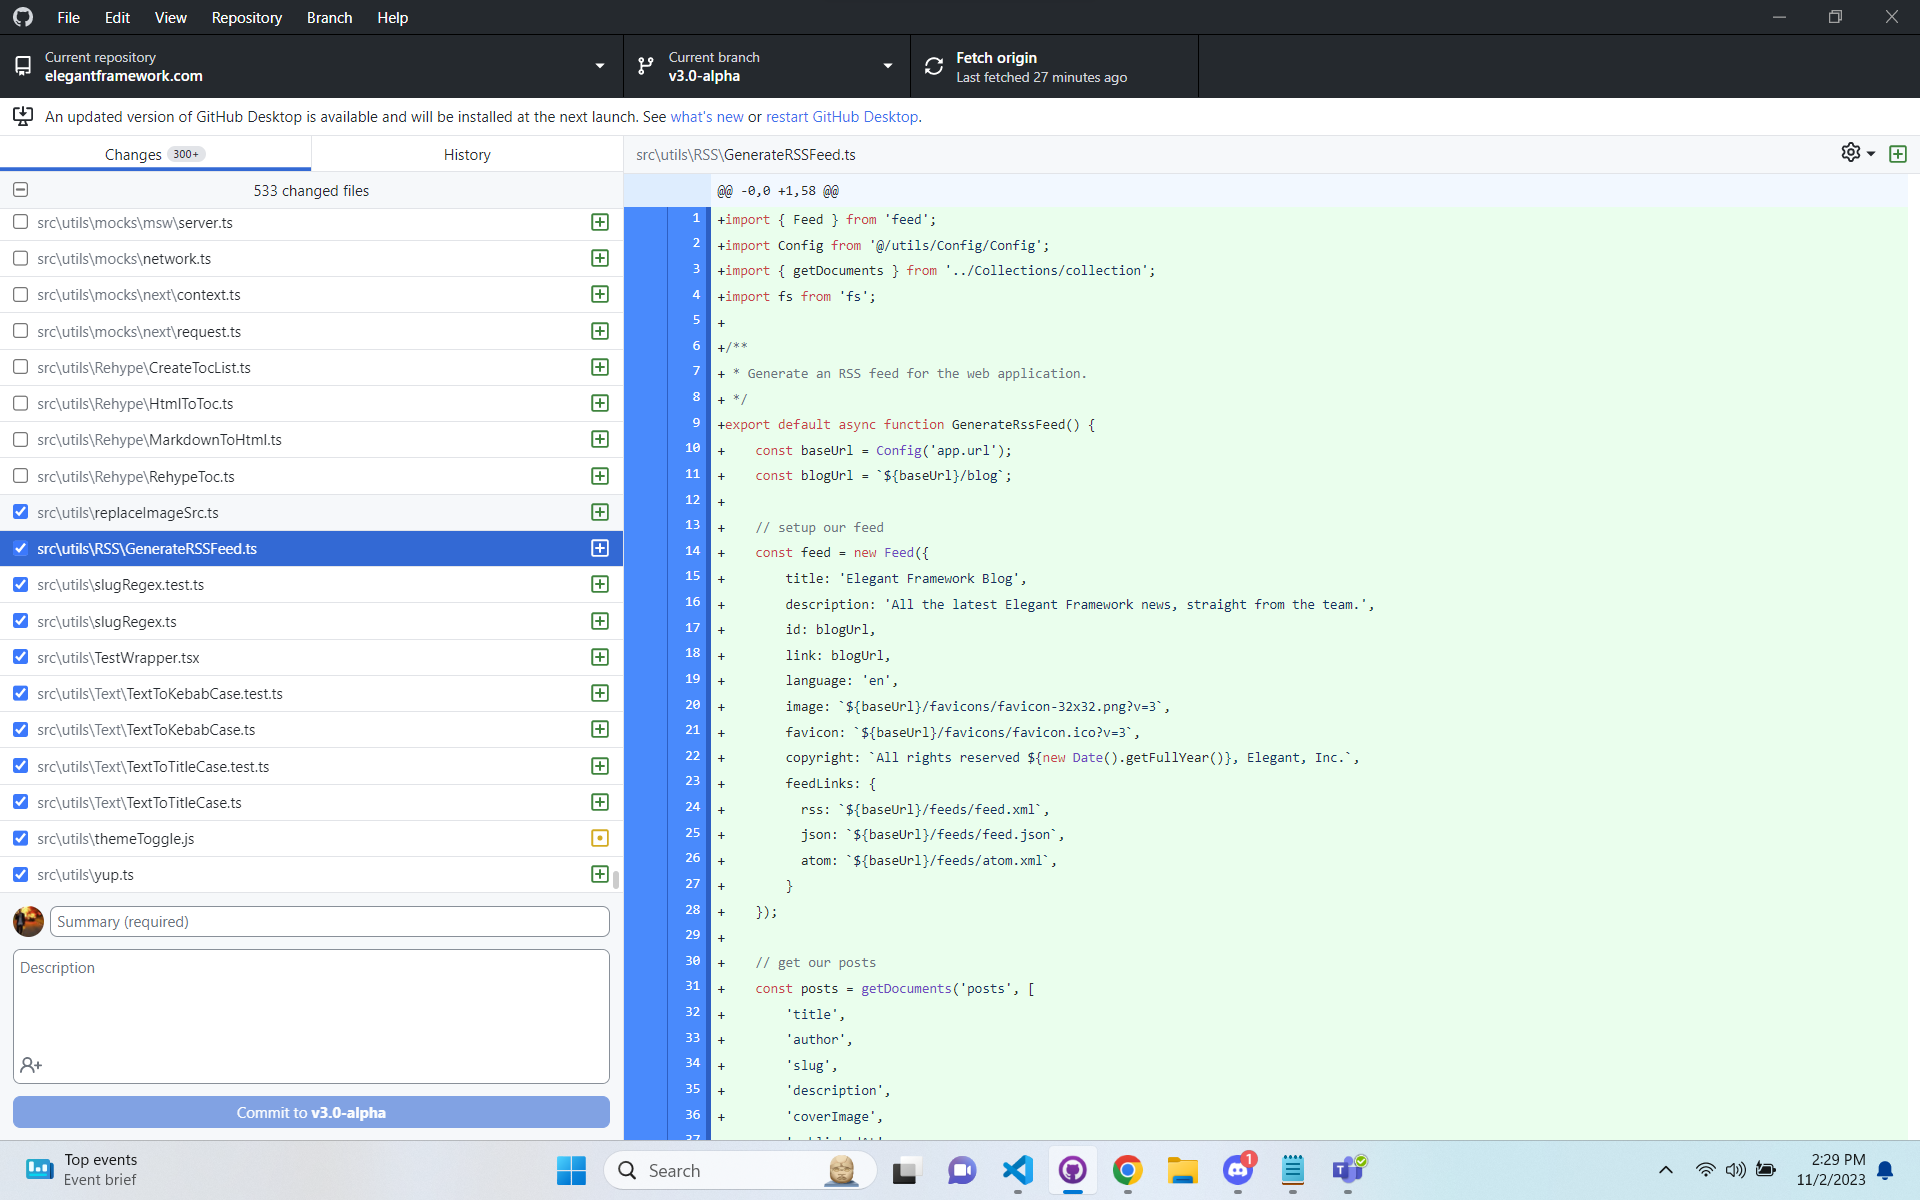 File Edit View Repository Branch Help
Current repository
elegantframework.com
Current branch
v3.0-alpha
Fetch origin
Last fetched 27 minutes ago
An updated version of GitHub Desktop is available and will be installed at the next launch. See what's new or restart GitHub Desktop.
Changes 300+
History
533 changed files
src\utils\mocks\msw\server.ts
src\utils\mocks\network.ts
src\utils\mocks\next\context.ts
src\utils\mocks\next\request.ts
src\utils\Rehype\CreateTocList.ts
src\utils\Rehype\HtmlToToc.ts
src\utils\Rehype\MarkdownToHtml.ts
src\utils\Rehype\RehypeToc.ts
src\utils\replaceImageSrc.ts
src\utils\RSS\GenerateRSSFeed.ts
src\utils\slugRegex.test.ts
src\utils\slugRegex.ts
src\utils\TestWrapper.tsx
src\utils\Text\TextToKebabCase.test.ts
src\utils\Text\TextToKebabCase.ts
src\utils\Text\TextToTitleCase.test.ts
src\utils\Text\TextToTitleCase.ts
src\utils\themeToggle.js
src\utils\yup.ts
Summary (required)
Description
Commit to v3.0-alpha
src\utils\RSS\GenerateRSSFeed.ts
@@ -0,0 +1,58 @@
1 +import { Feed } from 'feed';
2 +import Config from '@/utils/Config/Config';
3 +import { getDocuments } from '../Collections/collection';
4 +import fs from 'fs';
5 +
6 +/**
7 + * Generate an RSS feed for the web application.
8 + */
9 +export default async function GenerateRssFeed() {
10 +    const baseUrl = Config('app.url');
11 +    const blogUrl = `${baseUrl}/blog`;
12 +
13 +    // setup our feed
14 +    const feed = new Feed({
15 +        title: 'Elegant Framework Blog',
16 +        description: 'All the latest Elegant Framework news, straight from the team.',
17 +        id: blogUrl,
18 +        link: blogUrl,
19 +        language: 'en',
20 +        image: `${baseUrl}/favicons/favicon-32x32.png?v=3`,
21 +        favicon: `${baseUrl}/favicons/favicon.ico?v=3`,
22 +        copyright: `All rights reserved ${new Date().getFullYear()}, Elegant, Inc.`,
23 +        feedLinks: {
24 +          rss: `${baseUrl}/feeds/feed.xml`,
25 +          json: `${baseUrl}/feeds/feed.json`,
26 +          atom: `${baseUrl}/feeds/atom.xml`,
27 +        }
28 +    });
29 +
30 +    // get our posts
31 +    const posts = getDocuments('posts', [
32 +        'title',
33 +        'author',
34 +        'slug',
35 +        'description',
36 +        'coverImage',
37
Top events
Event brief
Search
1
2:29 PM
11/2/2023